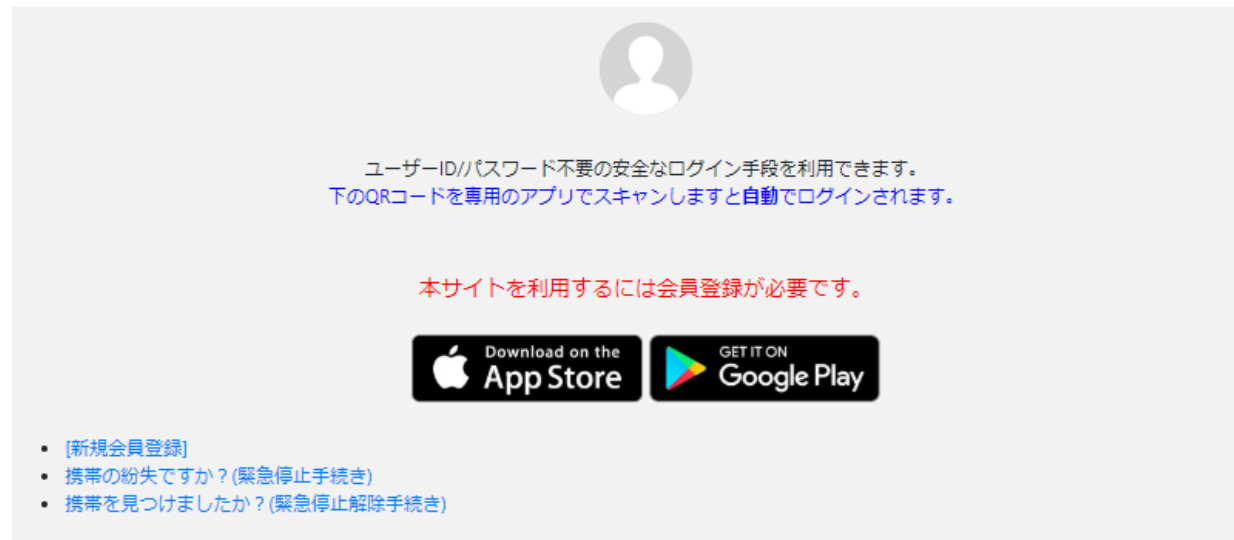 ユーザーID/パスワード不要の安全なログイン手段を利用できます。
下のQRコードを専用のアプリでスキャンしますと自動でログインされます。
本サイトを利用するには会員登録が必要です。
Download on the
App Store
GET IT ON
Google Play
[新規会員登録]
携帯の紛失ですか？(緊急停止手続き)
携帯を見つけましたか？(緊急停止解除手続き)